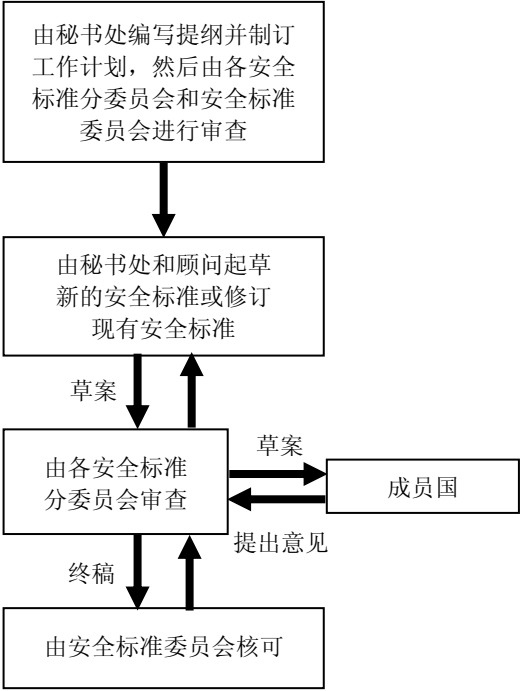 由秘书处编写提纲并制订
工作计划，然后由各安全
标准分委员会和安全标准
委员会进行审查
由秘书处和顾问起草
新的安全标准或修订
现有安全标准
草案
由各安全标准
分委员会审查
草案
成员国
提出意见
终稿
由安全标准委员会核可